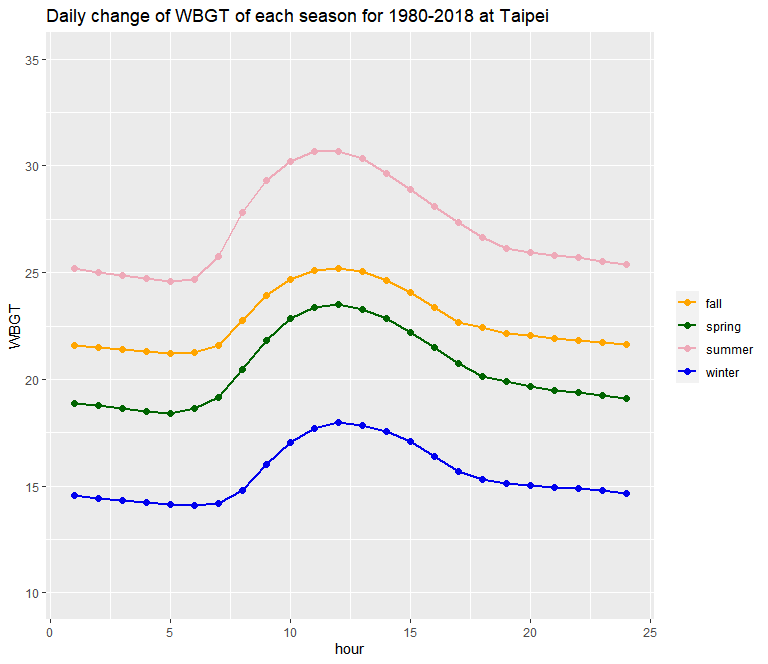 Daily change of WBGT of each season for 1980-2018 at Taipei
WBGT
35
30
25
20
15
10
0 5 10 15 20 25
hour
fall
spring
summer
winter